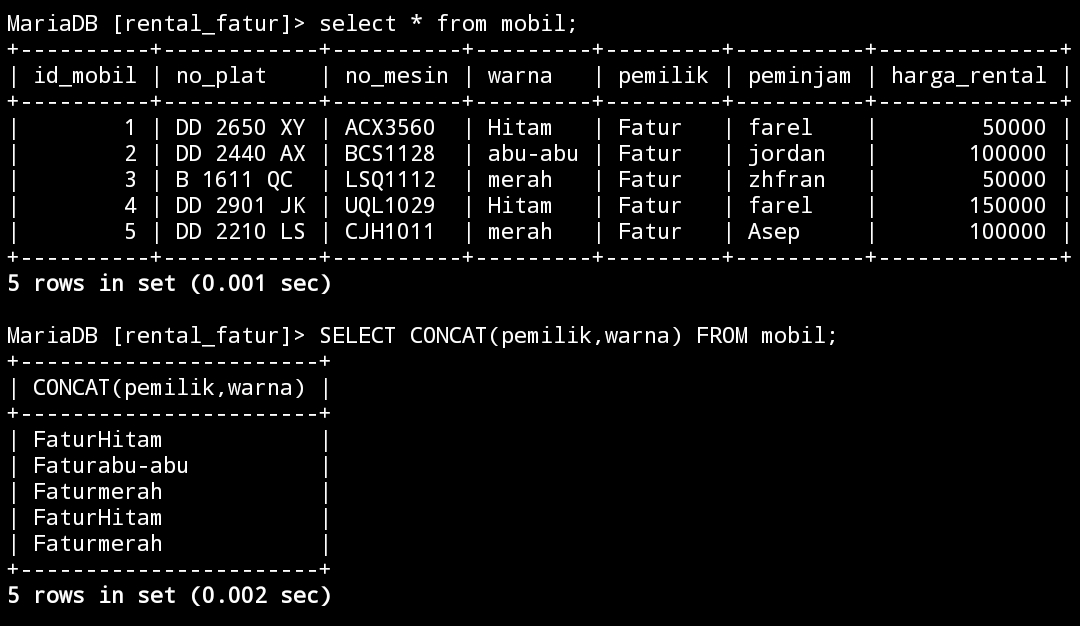 MariaDB [rental_fatur]> select * from mobil;
+----------+------------+----------+---------+---------+----------+--------------+
| id_mobil | no_plat    | no_mesin | warna   | pemilik | peminjam | harga_rental |
+----------+------------+----------+---------+---------+----------+--------------+
|        1 | DD 2650 XY | ACX3560  | Hitam   | Fatur   | farel    |        50000 |
|        2 | DD 2440 AX | BCS1128  | abu-abu | Fatur   | jordan   |       100000 |
|        3 | B 1611 QC  | LSQ1112  | merah   | Fatur   | zhfran   |        50000 |
|        4 | DD 2901 JK | UQL1029  | Hitam   | Fatur   | farel    |       150000 |
|        5 | DD 2210 LS | CJH1011  | merah   | Fatur   | Asep     |       100000 |
+----------+------------+----------+---------+---------+----------+--------------+
5 rows in set (0.001 sec)
MariaDB [rental_fatur]> SELECT CONCAT(pemilik,warna) FROM mobil;
+-----------------------+
| CONCAT(pemilik,warna) |
+-----------------------+
| FaturHitam            |
| Faturabu-abu          |
| Faturmerah            |
| FaturHitam            |
| Faturmerah            |
+-----------------------+
5 rows in set (0.002 sec)